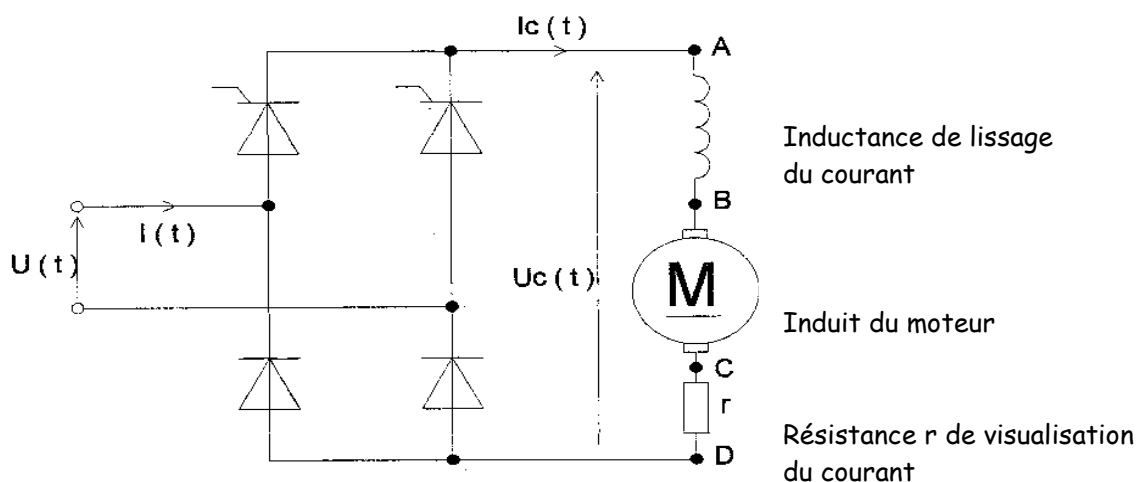 Ic ( t )
A
Inductance de lissage
du courant
B
I ( t )
U ( t )
Uc ( t )
M
Induit du moteur
C
r
Résistance r de visualisation
du courant
D